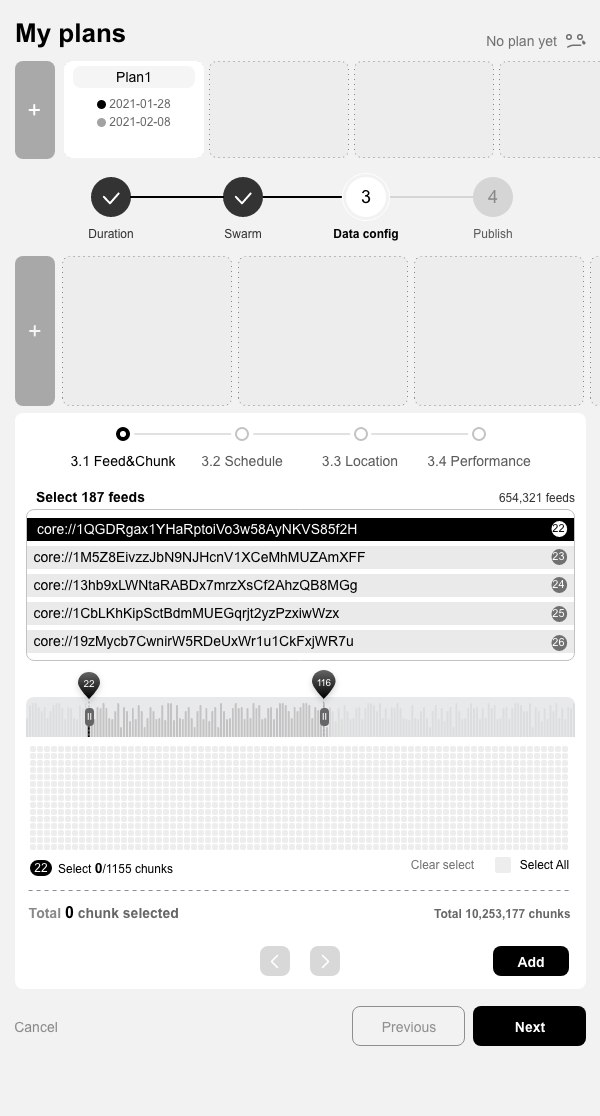 My plans
No plan yet
+
Plan1
2021-01-28
2021-02-08
3
4
Duration
Swarm
Data config
Publish
+
3.1 Feed&Chunk
3.2 Schedule
3.3 Location
3.4 Performance
Select 187 feeds
654,321 feeds
core://1QGDRgax1YHaRptoiVo3w58AyNKVS85f2H
22
core://1M5Z8EivzzJbN9NJHcnV1XCeMhMUZAmXFF
23
core://13hb9xLWNtaRABDx7mrzXsCf2AhzQB8MGg
24
core://1CbLKhKipSctBdmMUEGqrjt2yzPzxiwWzx
25
core://19zMycb7CwnirW5RDeUxWr1u1CkFxjWR7u
26
22
116
22 Select 0/1155 chunks
Clear select
Select All
Total 0 chunk selected
Total 10,253,177 chunks
Add
Cancel
Previous
Next